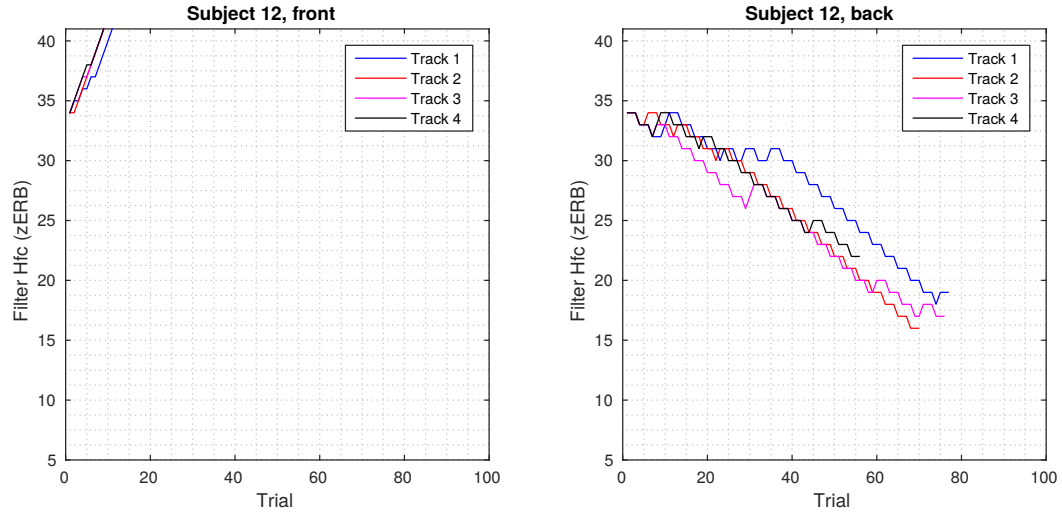 Subject 12, front
40
35
30
25
20
15
10
5
0
20
40
60
80
100
Filter Hfc (zERB)
Trial
Track 1
Track 2
Track 3
Track 4
Subject 12, back
40
35
30
25
20
15
10
5
0
20
40
60
80
100
Filter Hfc (zERB)
Trial
Track 1
Track 2
Track 3
Track 4